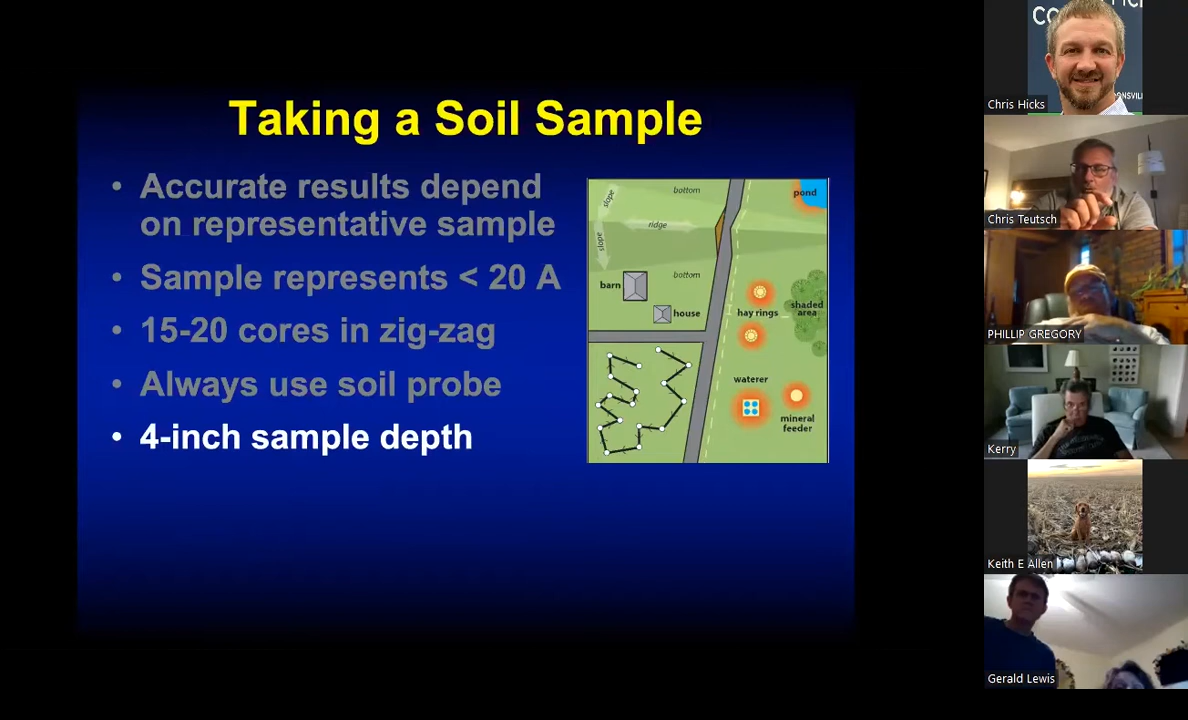 Taking a Soil Sample
• Accurate results depend
on representative sample
• Sample represents < 20 A
• 15-20 cores in zig-zag
• Always use soil probe
• 4-inch sample depth
slope
bottom
pond
ridge
slope
bottom
barn
house
hay rings
shaded
area
waterer
mineral
feeder
Chris Hicks
Chris Teutsch
PHILLIP GREGORY
Kerry
Keith E Allen
Gerald Lewis